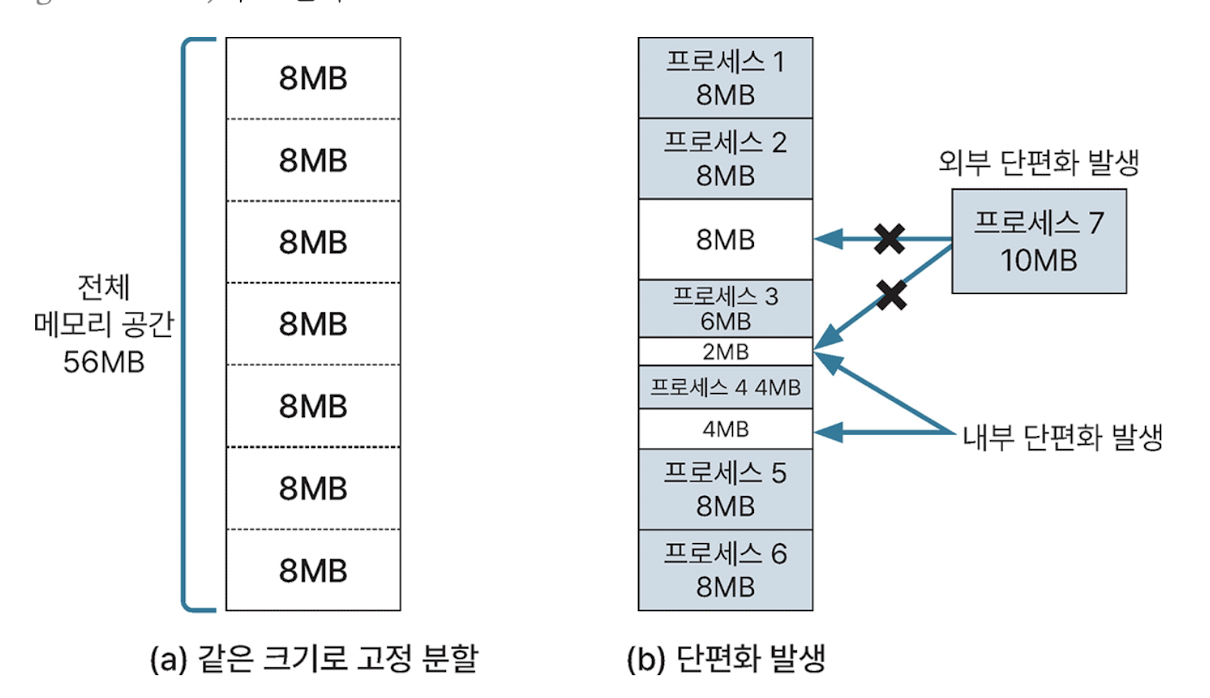 전체
메모리 공간
56MB
8MB
8MB
8MB
8MB
8MB
8MB
8MB
(a) 같은 크기로 고정 분할
프로세스 1
8MB
프로세스 2
8MB
8MB
프로세스 3
6MB
2MB
프로세스 4 4MB
4MB
프로세스 5
8MB
프로세스 6
8MB
외부 단편화 발생
프로세스 7
10MB
내부 단편화 발생
(b) 단편화 발생